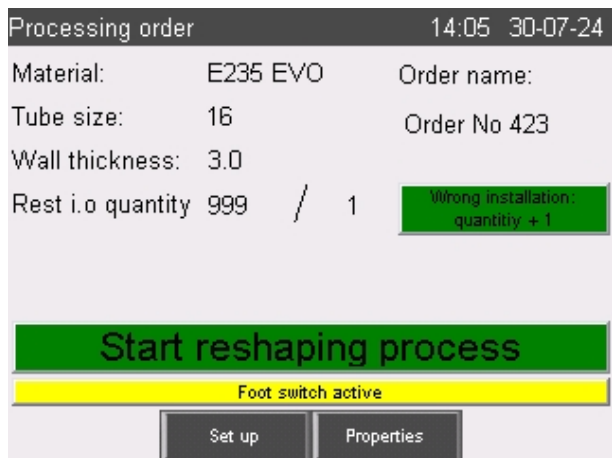 Processing order 14:05 30-07-24
Material: E235 EVO Order name:
Tube size: 16 Order No 423
Wall thickness: 3.0
Rest i.o quantity 999 / 1 Wrong installation:
quantitiy + 1
Start reshaping process
Foot switch active
Set up Properties